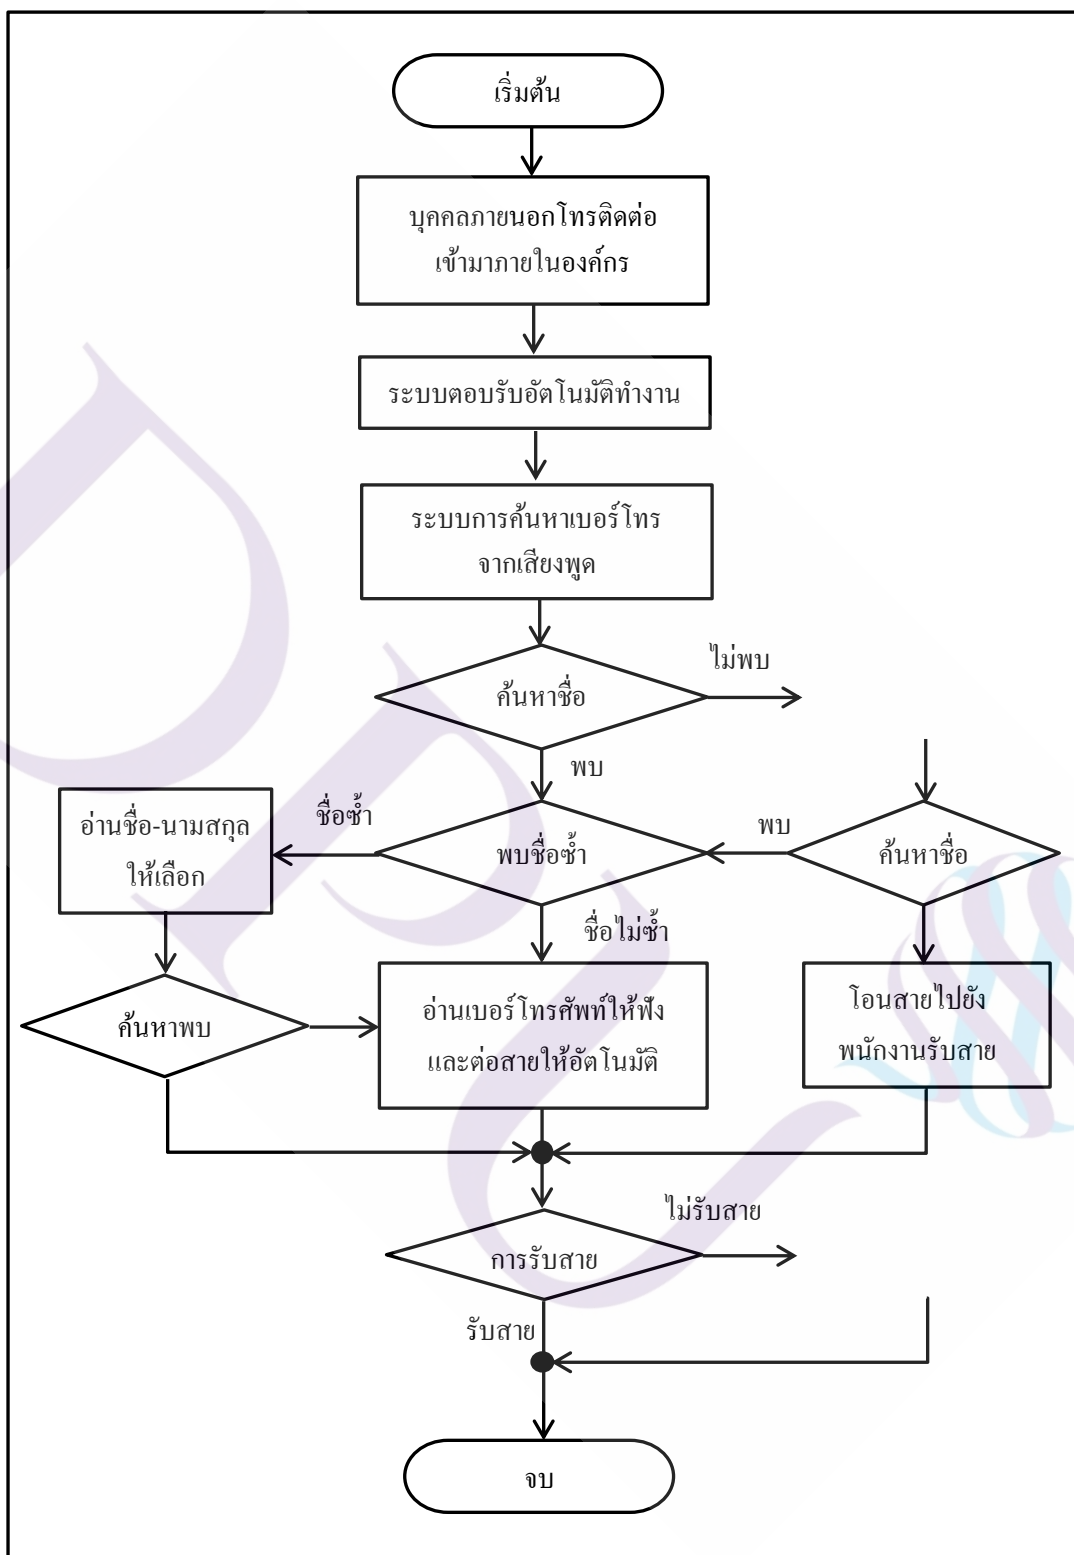 เริ่มต้น
บุคคลภายนอกโทรติดต่อ
เข้ามาภายในองค์กร
ระบบตอบรับอัตโนมัติทำงาน
ระบบการค้นหาเบอร์โทร
จากเสียงพูด
ไม่พบ
ค้นหาชื่อ
พบ
อ่านชื่อ-นามสกุล
ให้เลือก
ชื่อซ้ำ
พบชื่อซ้ำ
พบ
ค้นหาชื่อ
ชื่อไม่ซ้ำ
ค้นหาพบ
อ่านเบอร์โทรศัพท์ให้ฟัง
และต่อสายให้อัตโนมัติ
โอนสายไปยัง
พนักงานรับสาย
ไม่รับสาย
การรับสาย
รับสาย
จบ